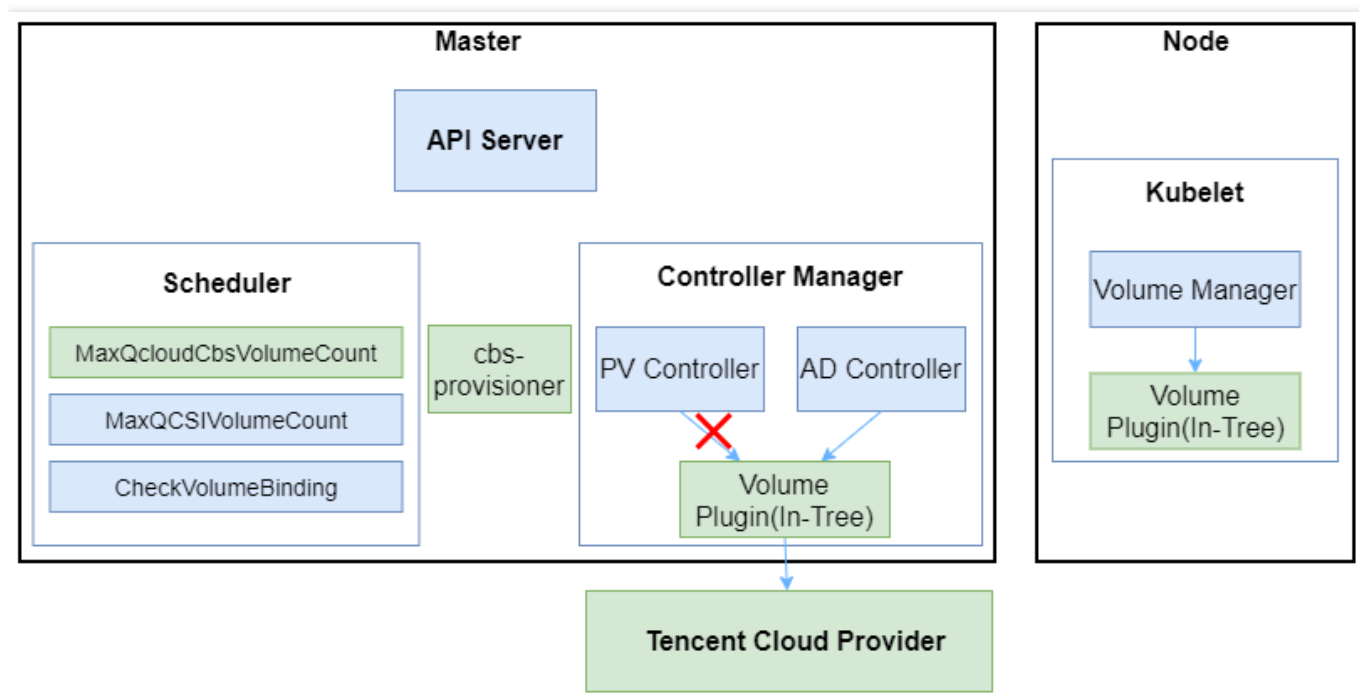 Master
Node
API Server
Kubelet
Scheduler
Controller Manager
Volume Manager
MaxQcloudCbsVolumeCount
cbs-
provisioner
PV Controller
AD Controller
MaxQCSIVolumeCount
CheckVolumeBinding
Volume
Plugin(In-Tree)
Volume
Plugin(In-Tree)
Tencent Cloud Provider